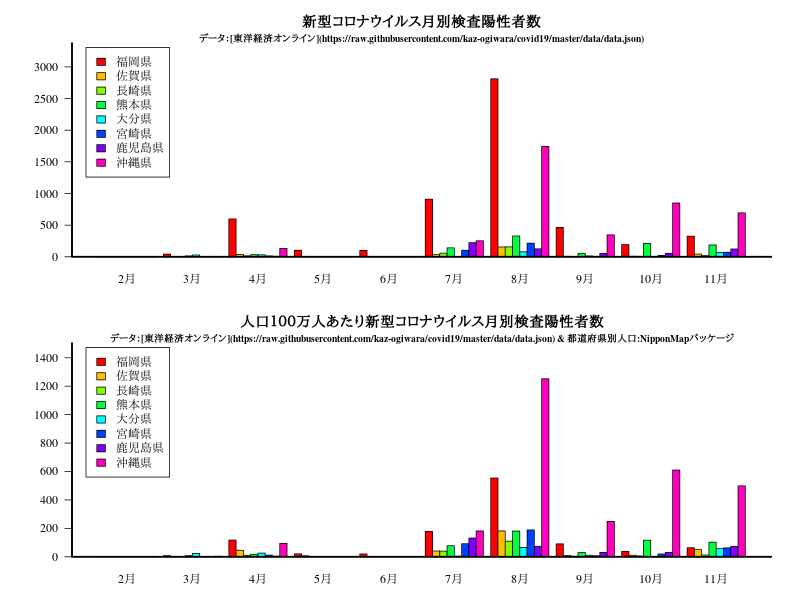 新型コロナウイルス月別検査陽性者数
データ：[東洋経済オンライン](https://raw.githubusercontent.com/kaz-ogiwara/covid19/master/data/data.json)
福岡県
佐賀県
長崎県
熊本県
大分県
宮崎県
鹿児島県
沖縄県
3000
2500
2000
1500
1000
500
0
2月 3月 4月 5月 6月 7月 8月 9月 10月 11月
人口100万人あたり新型コロナウイルス月別検査陽性者数
データ：[東洋経済オンライン](https://raw.githubusercontent.com/kaz-ogiwara/covid19/master/data/data.json) & 都道府県別人口:NipponMapパッケージ
福岡県
佐賀県
長崎県
熊本県
大分県
宮崎県
鹿児島県
沖縄県
1400
1200
1000
800
600
400
200
0
2月 3月 4月 5月 6月 7月 8月 9月 10月 11月